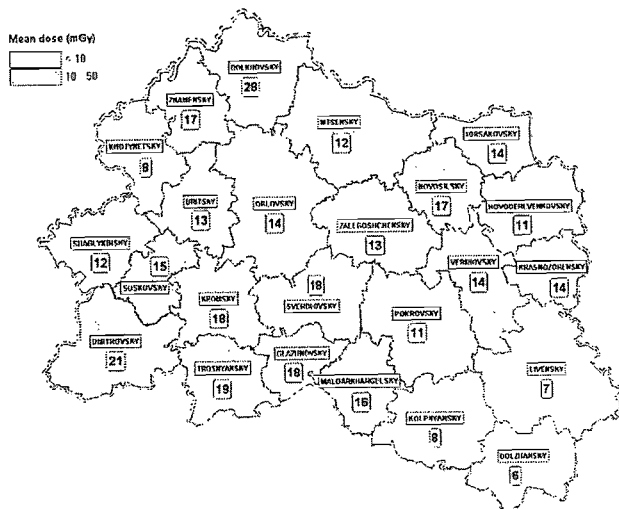 Mean dose (mGy)
< 10
10 50
BOLKHOVSKY
28
ZNAMENSKY
17
MTSENSKY
12
KORSAKOVSKY
14
KHOTYNETSKY
8
NOVOSILSKY
17
URITSKY
13
ORLOVSKY
14
NOVODEREVENKOVSKY
11
ZALEGOSHCHENSKY
13
SHABLYKINSKY
12
15
SOSKOVSKY
VERKHOVSKY
14
KRASNOZORENSKY
14
KROMSKY
18
18
SVERDLOVSKY
POKROVSKY
11
DMITROVSKY
21
TROSNYANSKY
19
GLAZUNOVSKY
18
MALOARKHANGELSKY
16
LIVENSKY
7
KOLPNYANSKY
8
DOLZHANSKY
6